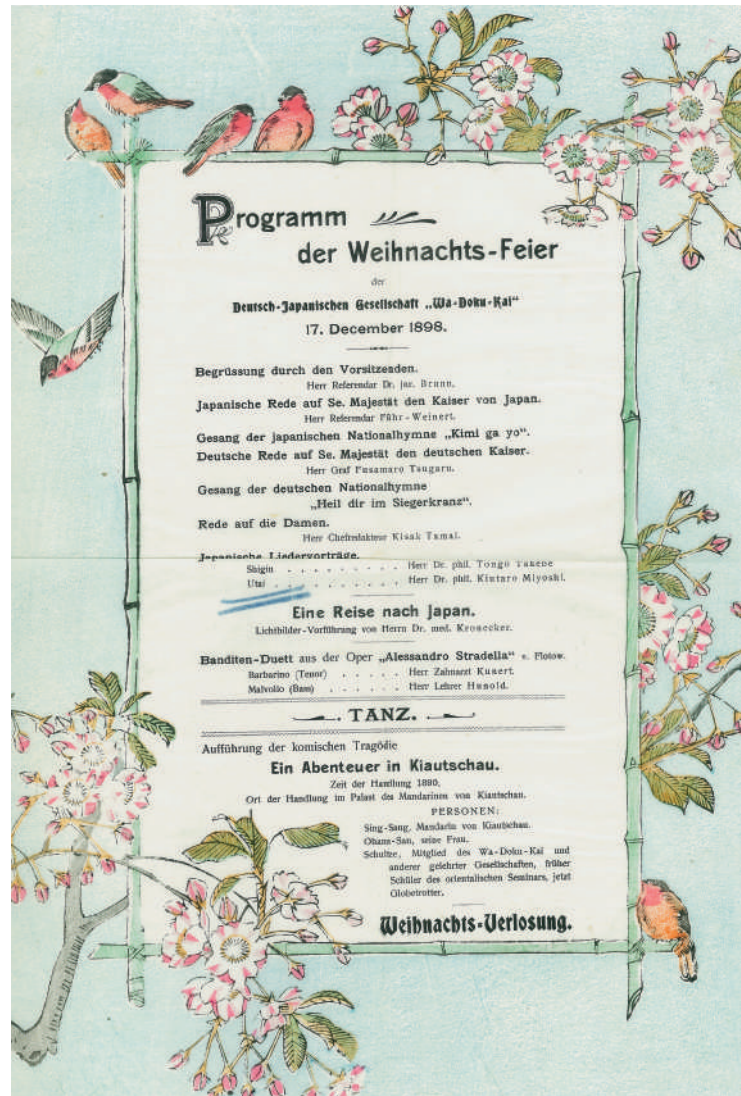 Programm
der Weihnachts-Feier
der
Deutsch-Japanischen Gesellschaft „Wa-Doku-Kai“
17. December 1898.
Begrüssung durch den Vorsitzenden.
Herr Referendar Dr. jur. Brunn.
Japanische Rede auf Se. Majestät den Kaiser von Japan.
Herr Referendar Führ-Weinert.
Gesang der japanischen Nationalhymne „Kimi ga yo“.
Deutsche Rede auf Se. Majestät den deutschen Kaiser.
Herr Graf Fusamaro Tsugaru.
Gesang der deutschen Nationalhymne
„Heil dir im Siegerkranz“.
Rede auf die Damen.
Herr Chefredakteur Kisak Tamai.
Japanische Liedervorträge.
Shigin . . . . . . . . . Herr Dr. phil. Tongo Takebe
Utai . . . . . . . . . . Herr Dr. phil. Kintaro Miyoshi.
Eine Reise nach Japan.
Lichtbilder-Vorführung von Herrn Dr. med. Kronecker.
Banditen-Duett aus der Oper „Alessandro Stradella“ v. Flotow.
Barbarino (Tenor) . . . . . Herr Zahnarzt Kunert.
Malvolio (Bass) . . . . . . Herr Lehrer Hunold.
TANZ.
Aufführung der komischen Tragödie
Ein Abenteuer in Kiautschau.
Zeit der Handlung
Ort der Handlung im Palast des Mandarinen von Kiautschau.
PERSONEN:
Sing-Sang, Mandarin von Kiautschau.
Ohana-San, seine Frau.
Schultze, Mitglied des Wa-Doku-Kai und
anderer gelehrter Gesellschaften, früher
Schüler des orientalischen Seminars, jetzt
Globetrotter.
Weihnachts-Verlosung.